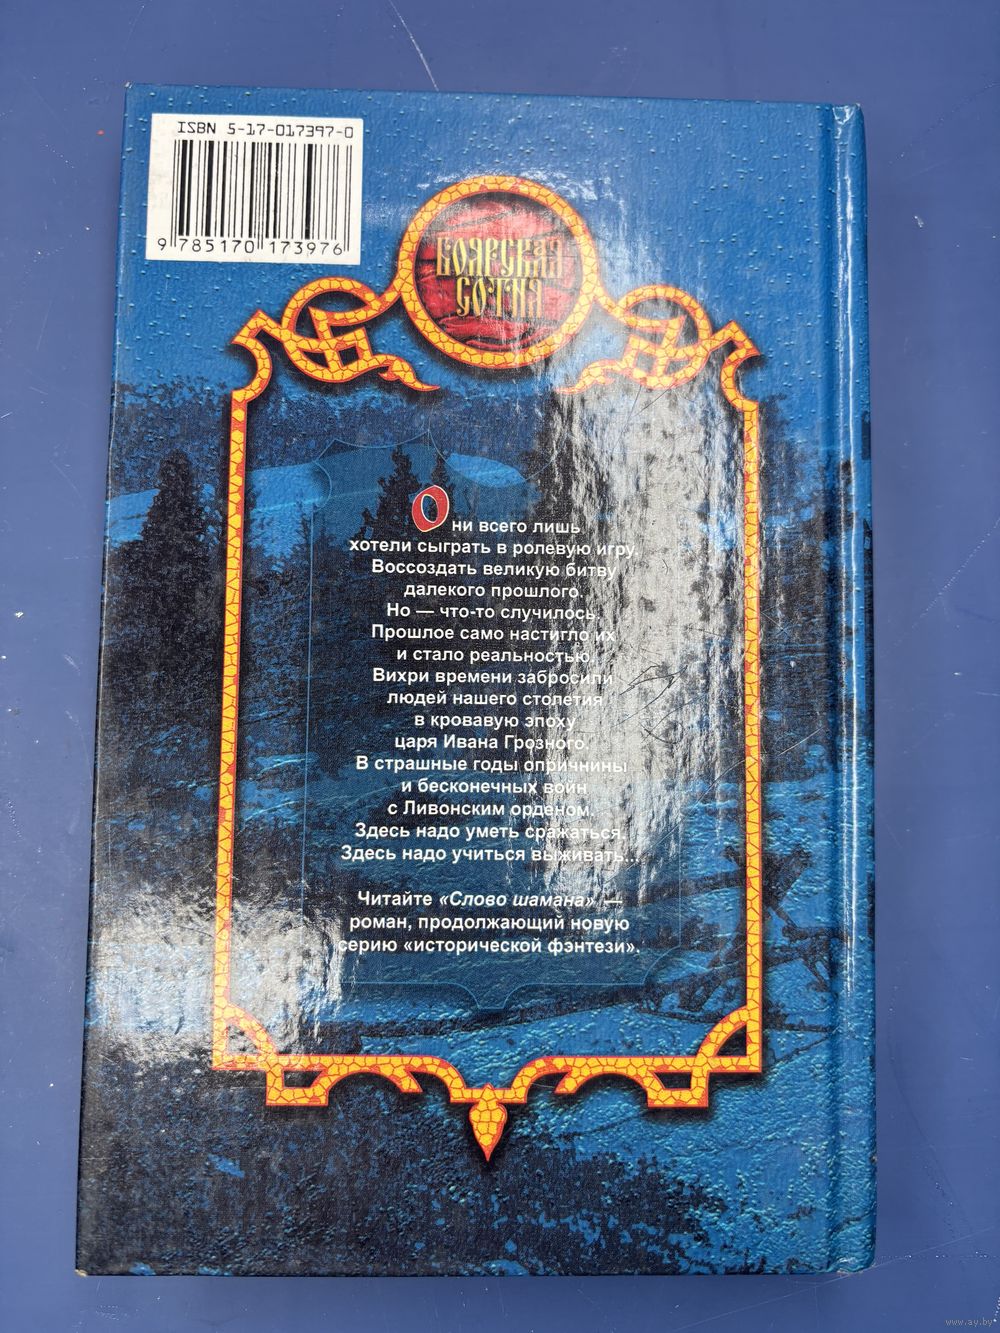 ISBN 5-17-017397-0
9 785170 173976
БОЯРСКАЯ
СОТНЯ
Они всего лишь
хотели сыграть в ролевую игру.
Воссоздать великую битву
далекого прошлого.
Но — что-то случилось.
Прошлое само настигло их
и стало реальностью.
Вихри времени забросили
людей нашего столетия
в кровавую эпоху
царя Ивана Грозного.
В страшные годы опричнины
и бесконечных войн
с Ливонским орденом.
Здесь надо уметь сражаться.
Здесь надо учиться выживать...
Читайте «Слово шамана» —
роман, продолжающий новую
серию «исторической фэнтези».
www.ay.by